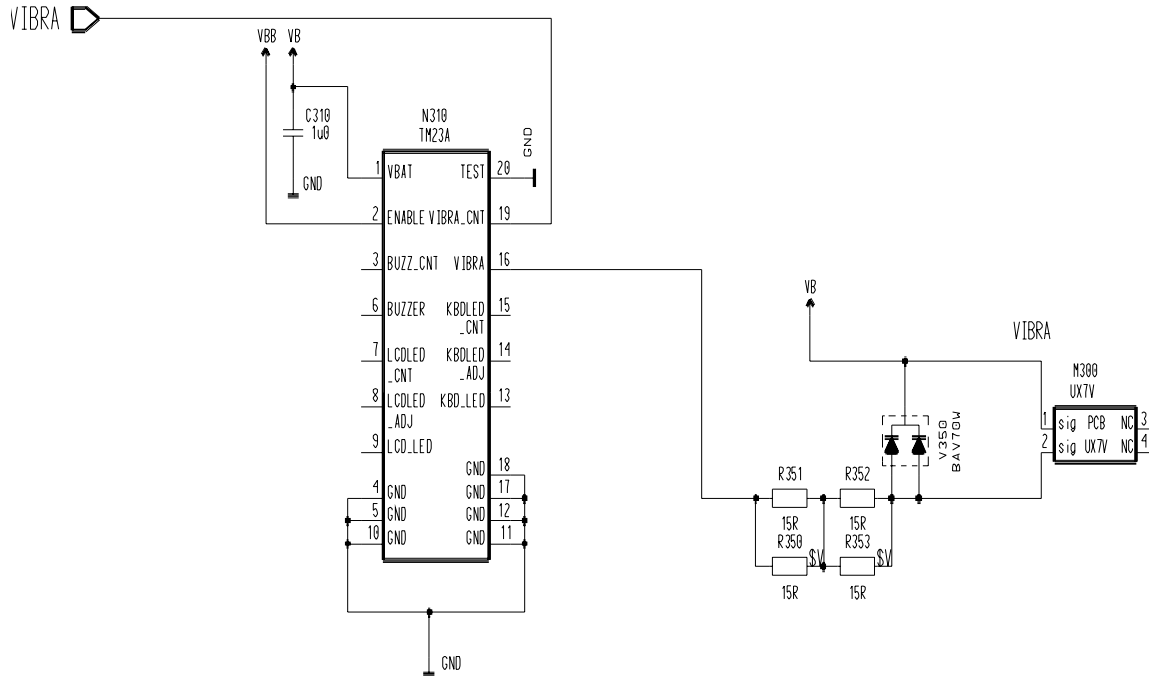 VIBRA
VBB
VB
C310
1u0
GND
N310
TM23A
GND
1
VBAT
TEST
20
2
ENABLE
VIBRA_CNT
19
3
BUZZ_CNT
VIBRA
16
6
BUZZER
KBDLED
_CNT
15
7
LCDLED
_CNT
KBDLED
_ADJ
14
8
LCDLED
_ADJ
KBD_LED
13
9
LCD_LED
GND
18
4
GND
GND
17
5
GND
GND
12
10
GND
GND
11
GND
VB
VIBRA
M300
UX7V
1
sig
PCB
NC
3
2
sig
UX7V
NC
4
V350
BAV70W
R351
15R
R352
15R
R350
15R
$V
R353
15R
$V